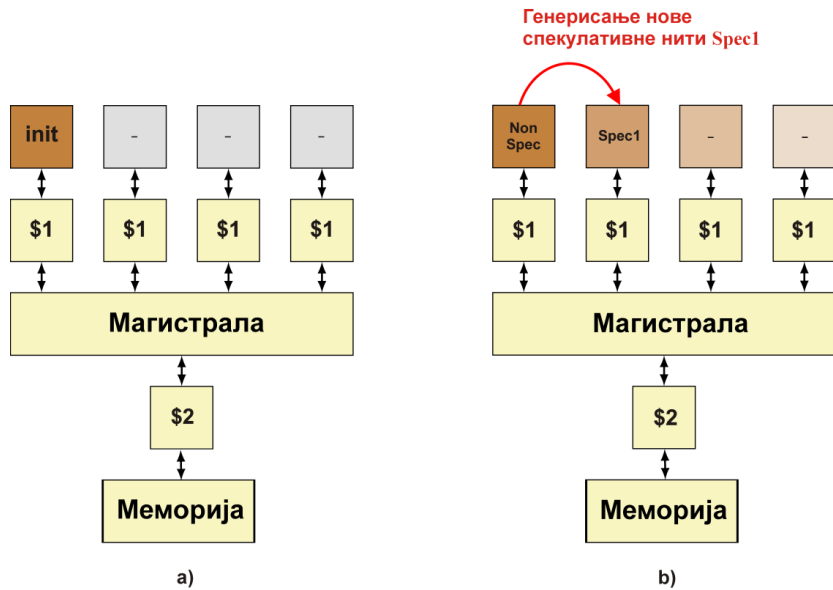 Генерисање нове
спекулативне нити Spec1
init
-
-
-
Non
Spec
Spec1
-
-
$1
$1
$1
$1
$1
$1
$1
$1
Магистрала
Магистрала
$2
$2
Меморија
Меморија
a)
b)